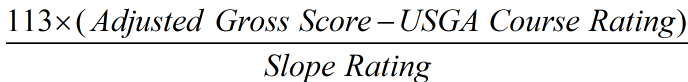 113×(Adjusted Gross Score−USGA Course Rating)
Slope Rating